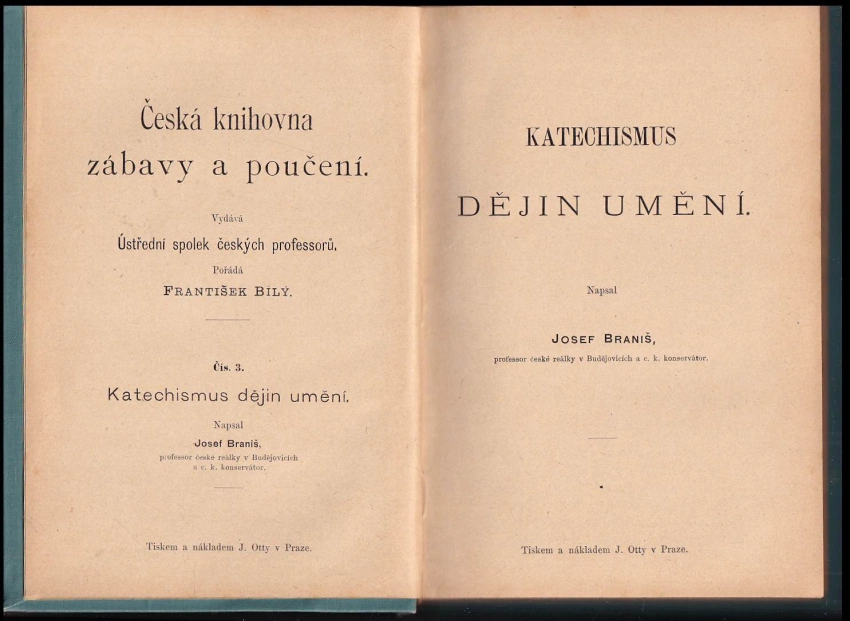 Česká knihovna
zábavy a poučení.
Vydává
Ústřední spolek českých professorů.
Pořádá
FRANTIŠEK BÍLÝ.
Čís. 3.
Katechismus dějin umění.
Napsal
Josef Braniš,
professor české reálky v Budějovicích
a c. k. konservátor.
Tiskem a nákladem J. Otty v Praze.
KATECHISMUS
DĚJIN UMĚNÍ.
Napsal
JOSEF BRANIŠ,
professor české reálky v Budějovicích a c. k. konservátor.
Tiskem a nákladem J. Otty v Praze.